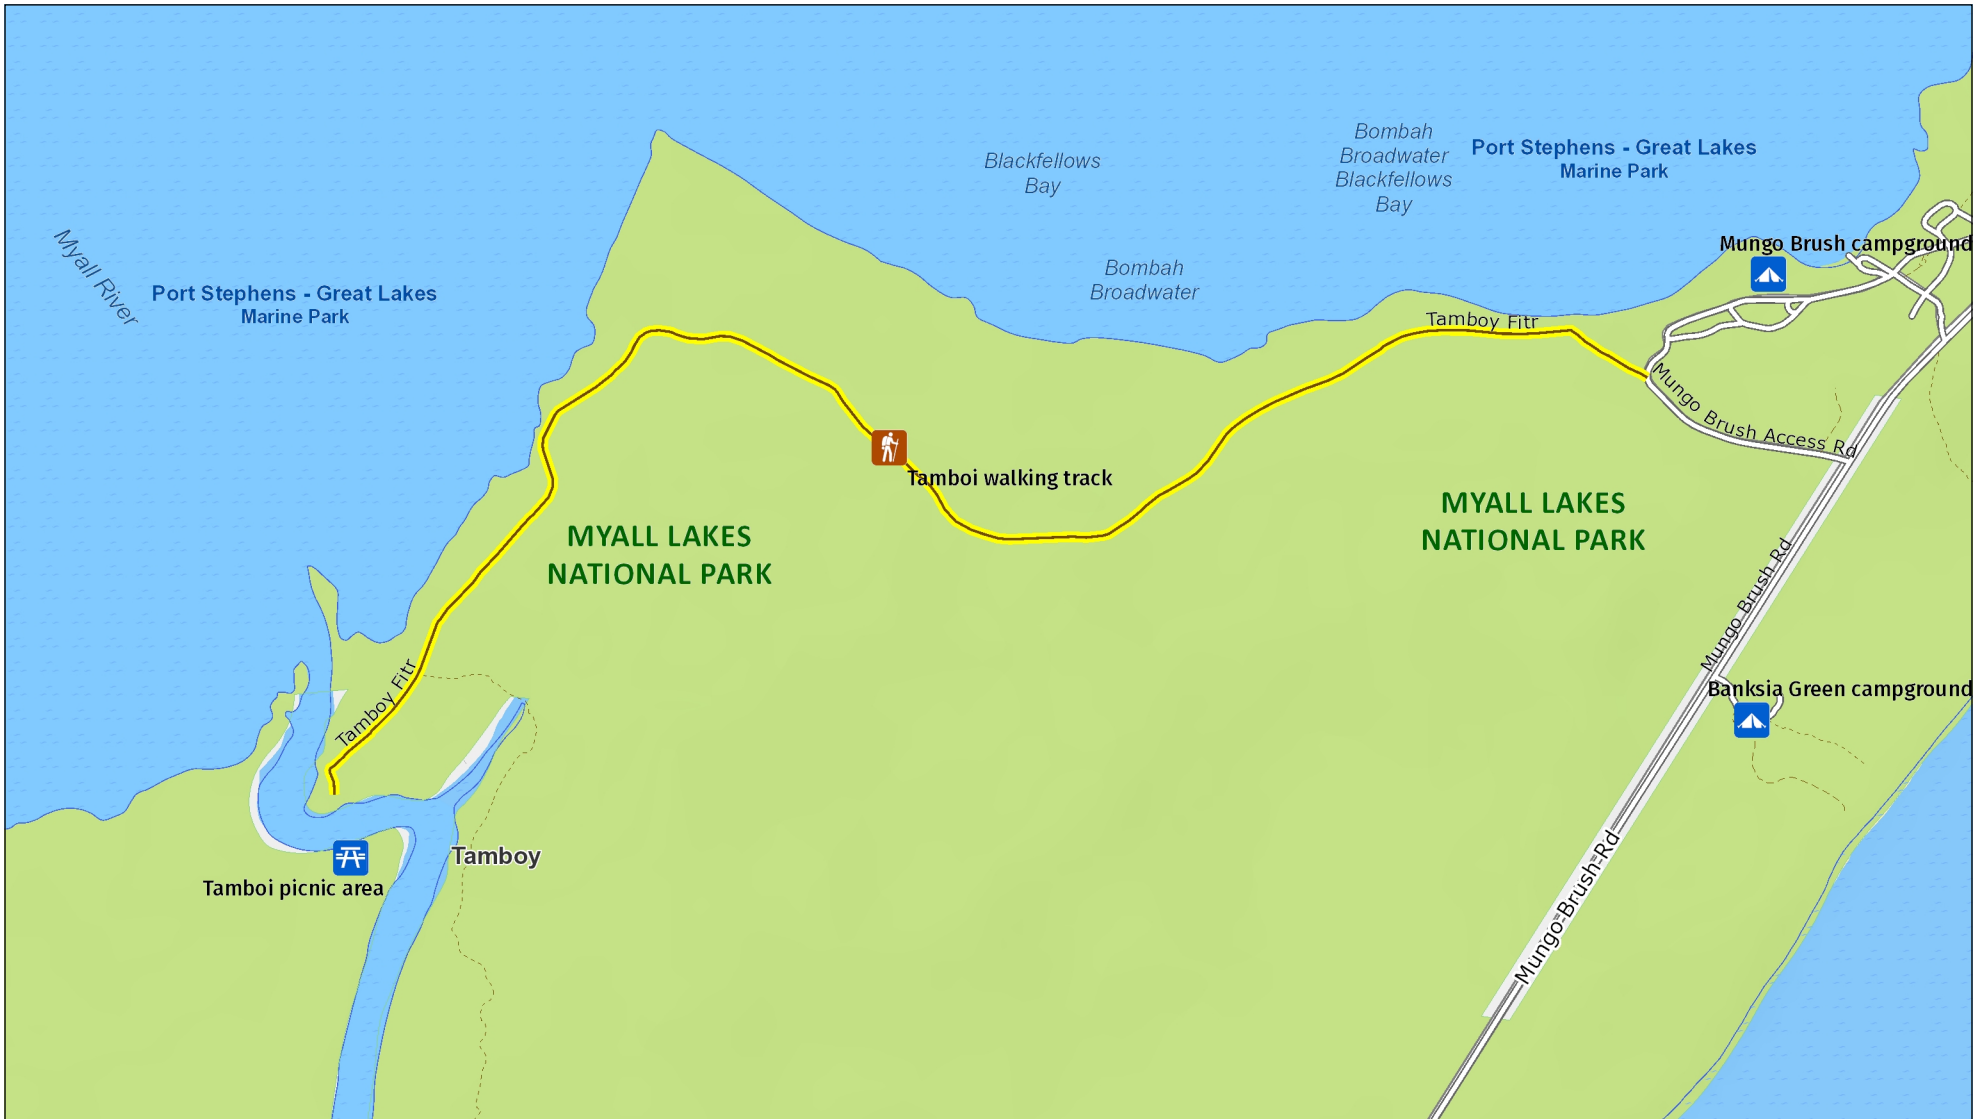 Bombah
Broadwater
Blackfellows
Bay
Port Stephens - Great Lakes
Marine Park
Blackfellows
Bay
Myall River
Mungo Brush campground
Bombah
Broadwater
Port Stephens - Great Lakes
Marine Park
Tamboy Fitr
Mungo Brush Access Rd
Tamboi walking track
MYALL LAKES
NATIONAL PARK
MYALL LAKES
NATIONAL PARK
Mungo Brush Rd
Tamboy Fitr
Banksia Green campground
Tamboy
Tamboi picnic area
Mungo-Brush-Rd